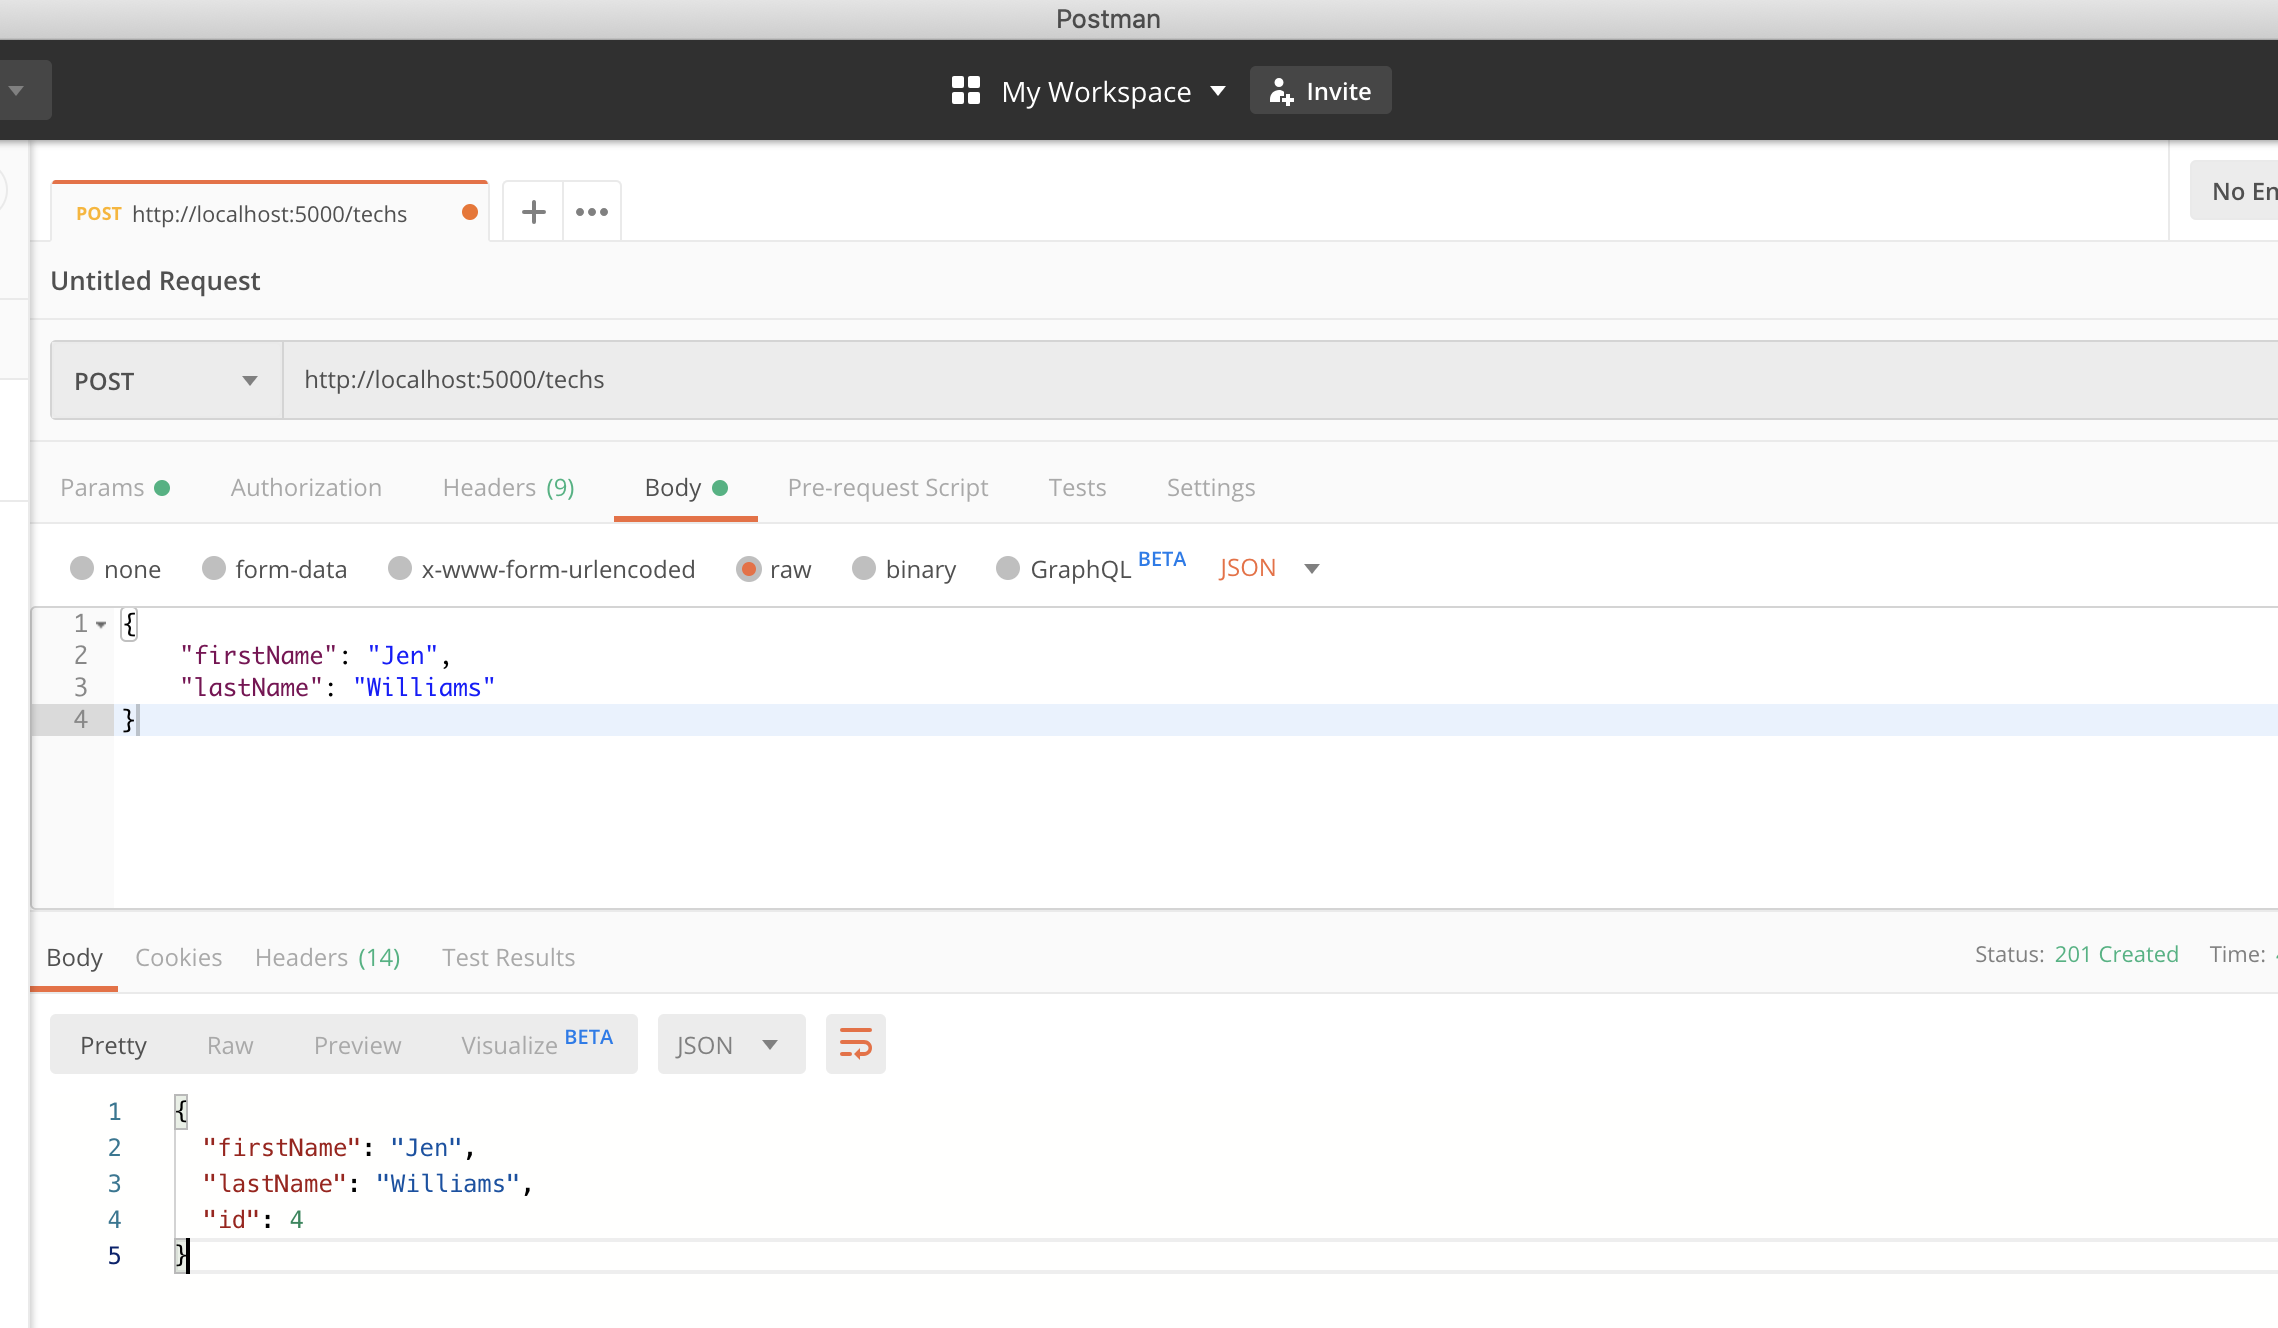 Postman
My Workspace Invite
POST http://localhost:5000/techs
No En
Untitled Request
POST http://localhost:5000/techs
Params Authorization Headers (9) Body Pre-request Script Tests Settings
none form-data x-www-form-urlencoded raw binary GraphQL BETA JSON
1 {
2 "firstName": "Jen",
3 "lastName": "Williams"
4 }
Body Cookies Headers (14) Test Results Status: 201 Created Time:
Pretty Raw Preview Visualize BETA JSON
1 {
2 "firstName": "Jen",
3 "lastName": "Williams",
4 "id": 4
5 }